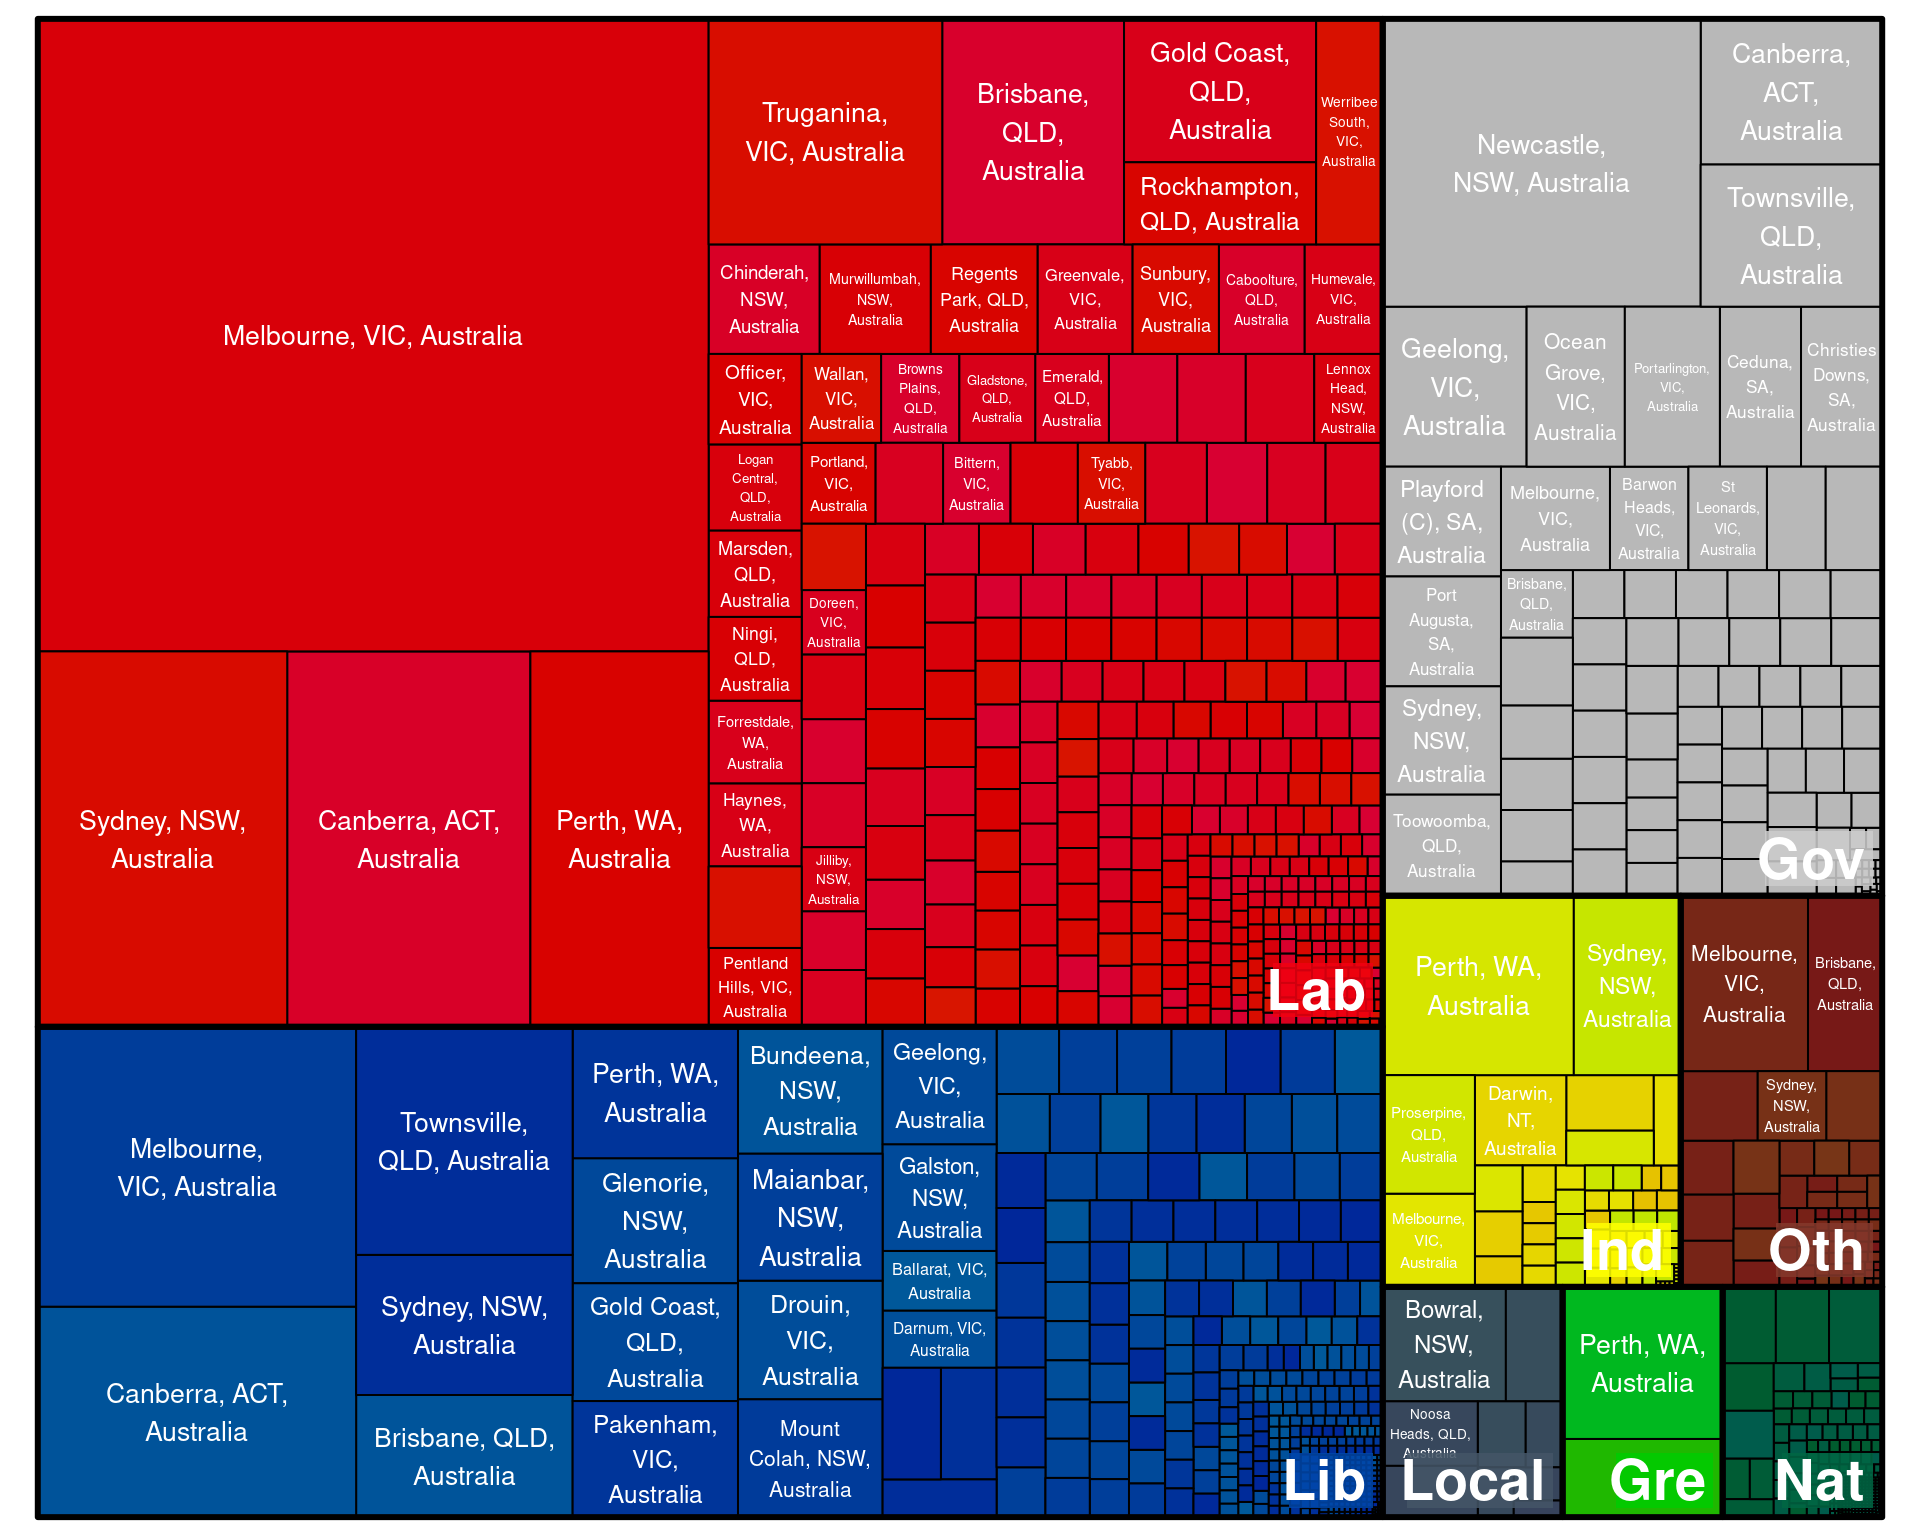 Melbourne, VIC, Australia
Sydney, NSW,
Australia
Canberra, ACT,
Australia
Perth, WA,
Australia
Truganina,
VIC, Australia
Brisbane,
QLD,
Australia
Gold Coast,
QLD,
Australia
Rockhampton,
QLD, Australia
Werribee
South,
VIC,
Australia
Chinderah,
NSW,
Australia
Murwillumbah,
NSW,
Australia
Regents
Park, QLD,
Australia
Greenvale,
VIC,
Australia
Sunbury,
VIC,
Australia
Caboolture,
QLD,
Australia
Humevale,
VIC,
Australia
Officer,
VIC,
Australia
Wallan,
VIC,
Australia
Browns
Plains,
QLD,
Australia
Gladstone,
QLD,
Australia
Emerald,
QLD,
Australia
Lennox
Head,
NSW,
Australia
Logan
Central,
QLD,
Australia
Portland,
VIC,
Australia
Bittern,
VIC,
Australia
Tyabb,
VIC,
Australia
Marsden,
QLD,
Australia
Doreen,
VIC,
Australia
Ningi,
QLD,
Australia
Forrestdale,
WA,
Australia
Haynes,
WA,
Australia
Jilliby,
NSW,
Australia
Pentland
Hills, VIC,
Australia
Lab
Newcastle,
NSW, Australia
Canberra,
ACT,
Australia
Townsville,
QLD,
Australia
Geelong,
VIC,
Australia
Ocean
Grove,
VIC,
Australia
Portarlington,
VIC,
Australia
Ceduna,
SA,
Australia
Christies
Downs,
SA,
Australia
Playford
(C), SA,
Australia
Melbourne,
VIC,
Australia
Barwon
Heads,
VIC,
Australia
St
Leonards,
VIC,
Australia
Port
Augusta,
SA,
Australia
Brisbane,
QLD,
Australia
Sydney,
NSW,
Australia
Toowoomba,
QLD,
Australia
Gov
Melbourne,
VIC, Australia
Canberra, ACT,
Australia
Townsville,
QLD, Australia
Sydney, NSW,
Australia
Brisbane, QLD,
Australia
Perth, WA,
Australia
Glenorie,
NSW,
Australia
Gold Coast,
QLD,
Australia
Pakenham,
VIC,
Australia
Bundeena,
NSW,
Australia
Maianbar,
NSW,
Australia
Drouin,
VIC,
Australia
Mount
Colah, NSW,
Australia
Geelong,
VIC,
Australia
Galston,
NSW,
Australia
Ballarat, VIC,
Australia
Darnum, VIC,
Australia
Lib
Perth, WA,
Australia
Sydney,
NSW,
Australia
Proserpine,
QLD,
Australia
Darwin,
NT,
Australia
Melbourne,
VIC,
Australia
Ind
Melbourne,
VIC,
Australia
Brisbane,
QLD,
Australia
Sydney,
NSW,
Australia
Oth
Bowral,
NSW,
Australia
Noosa
Heads, QLD,
Australia
Local
Perth, WA,
Australia
Gre
Nat